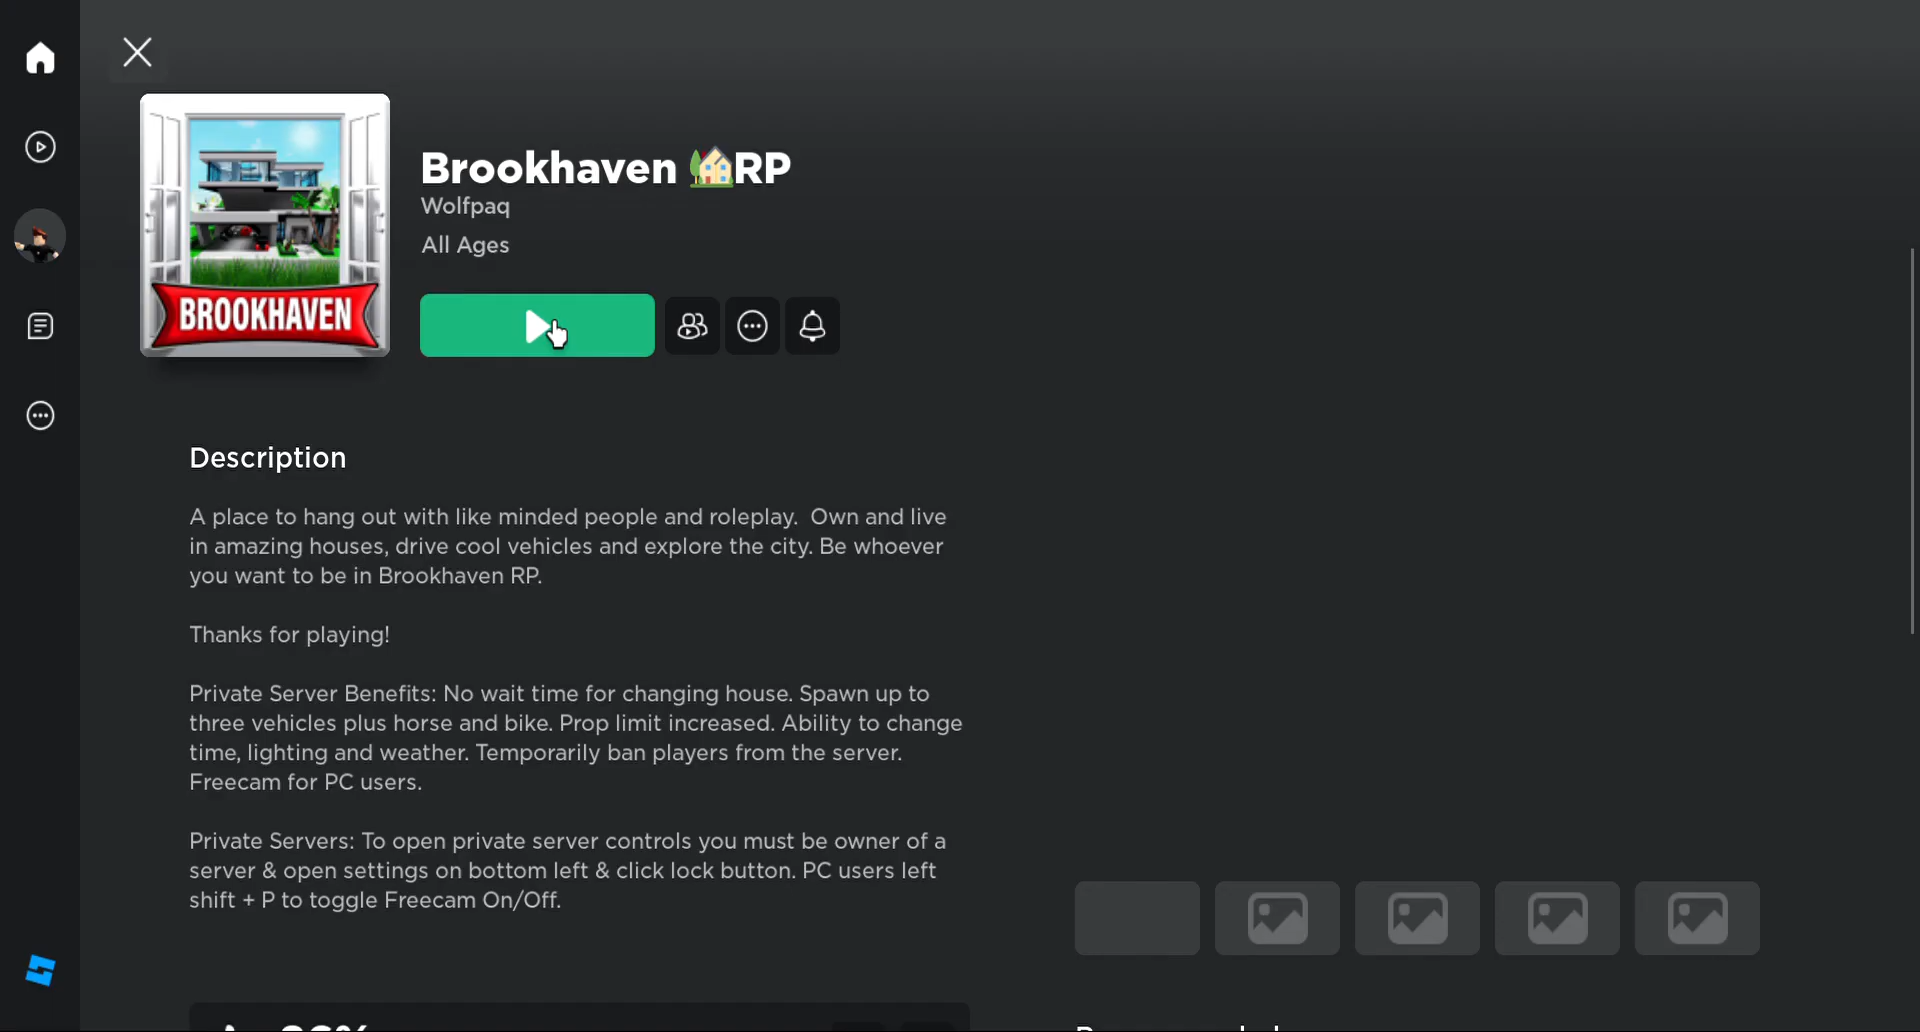 Brookhaven 🏡RP
Wolfpaq
All Ages
BROOKHAVEN
Description
A place to hang out with like minded people and roleplay.  Own and live
in amazing houses, drive cool vehicles and explore the city. Be whoever
you want to be in Brookhaven RP.
Thanks for playing!
Private Server Benefits: No wait time for changing house. Spawn up to
three vehicles plus horse and bike. Prop limit increased. Ability to change
time, lighting and weather. Temporarily ban players from the server.
Freecam for PC users.
Private Servers: To open private server controls you must be owner of a
server & open settings on bottom left & click lock button. PC users left
shift + P to toggle Freecam On/Off.